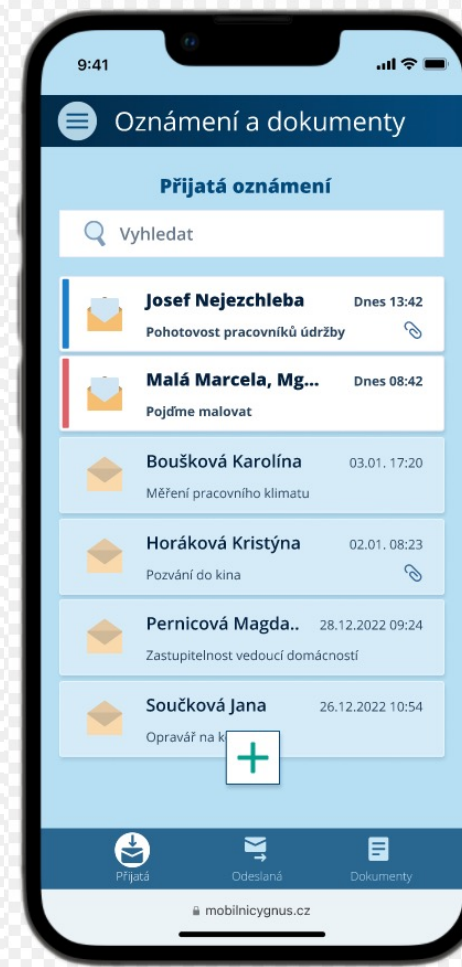 9:41
Oznámení a dokumenty
Přijatá oznámení
Vyhledat
Josef Nejezchleba Dnes 13:42
Pohotovost pracovníků údržby
Malá Marcela, Mg... Dnes 08:42
Pojďme malovat
Boušková Karolína 03.01. 17:20
Měření pracovního klimatu
Horáková Kristýna 02.01. 08:23
Pozvání do kina
Pernicová Magda.. 28.12.2022 09:24
Zastupitelnost vedoucí domácností
Součková Jana 26.12.2022 10:54
Opravář na
Přijatá Odeslaná Dokumenty
mobilnicygnus.cz